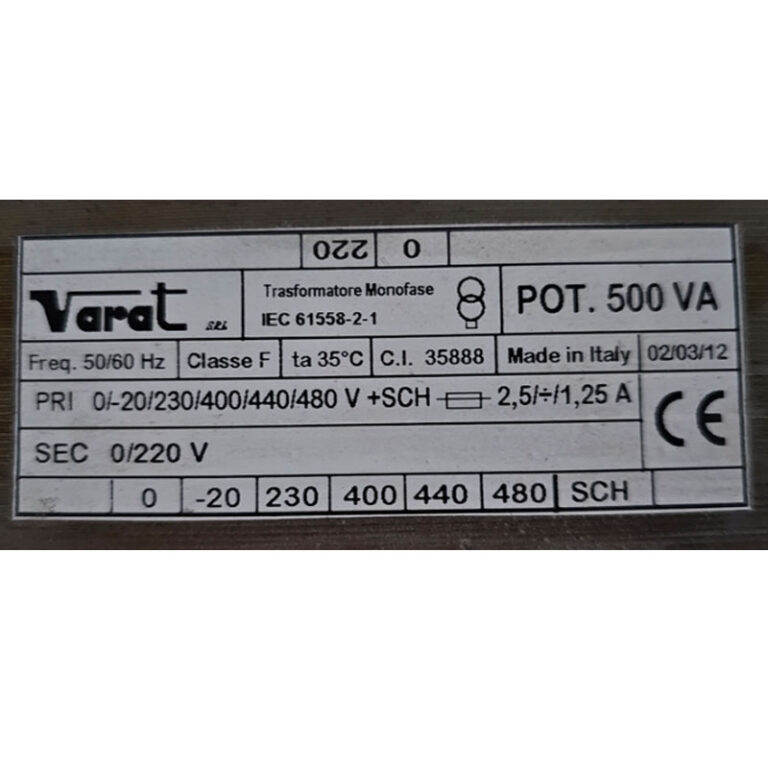 220 0
Varat SRL Trasformatore Monofase IEC 61558-2-1 POT. 500 VA
Freq. 50/60 Hz Classe F ta 35°C C.I. 35888 Made in Italy 02/03/12
PRI 0/-20/230/400/440/480 V +SCH 2,5/÷/1,25 A
SEC 0/220 V CE
0 -20 230 400 440 480 SCH